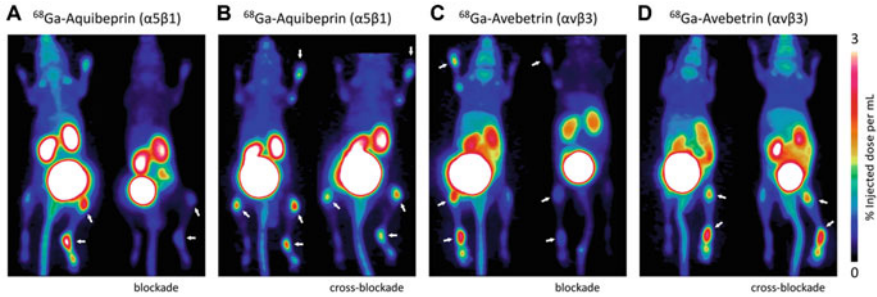 A ⁶⁸Ga-Aquibeprin (α5β1)
B ⁶⁸Ga-Aquibeprin (α5β1)
C ⁶⁸Ga-Avebetrin (αvβ3)
D ⁶⁸Ga-Avebetrin (αvβ3)
3
% Injected dose per mL
0
blockade
cross-blockade
blockade
cross-blockade